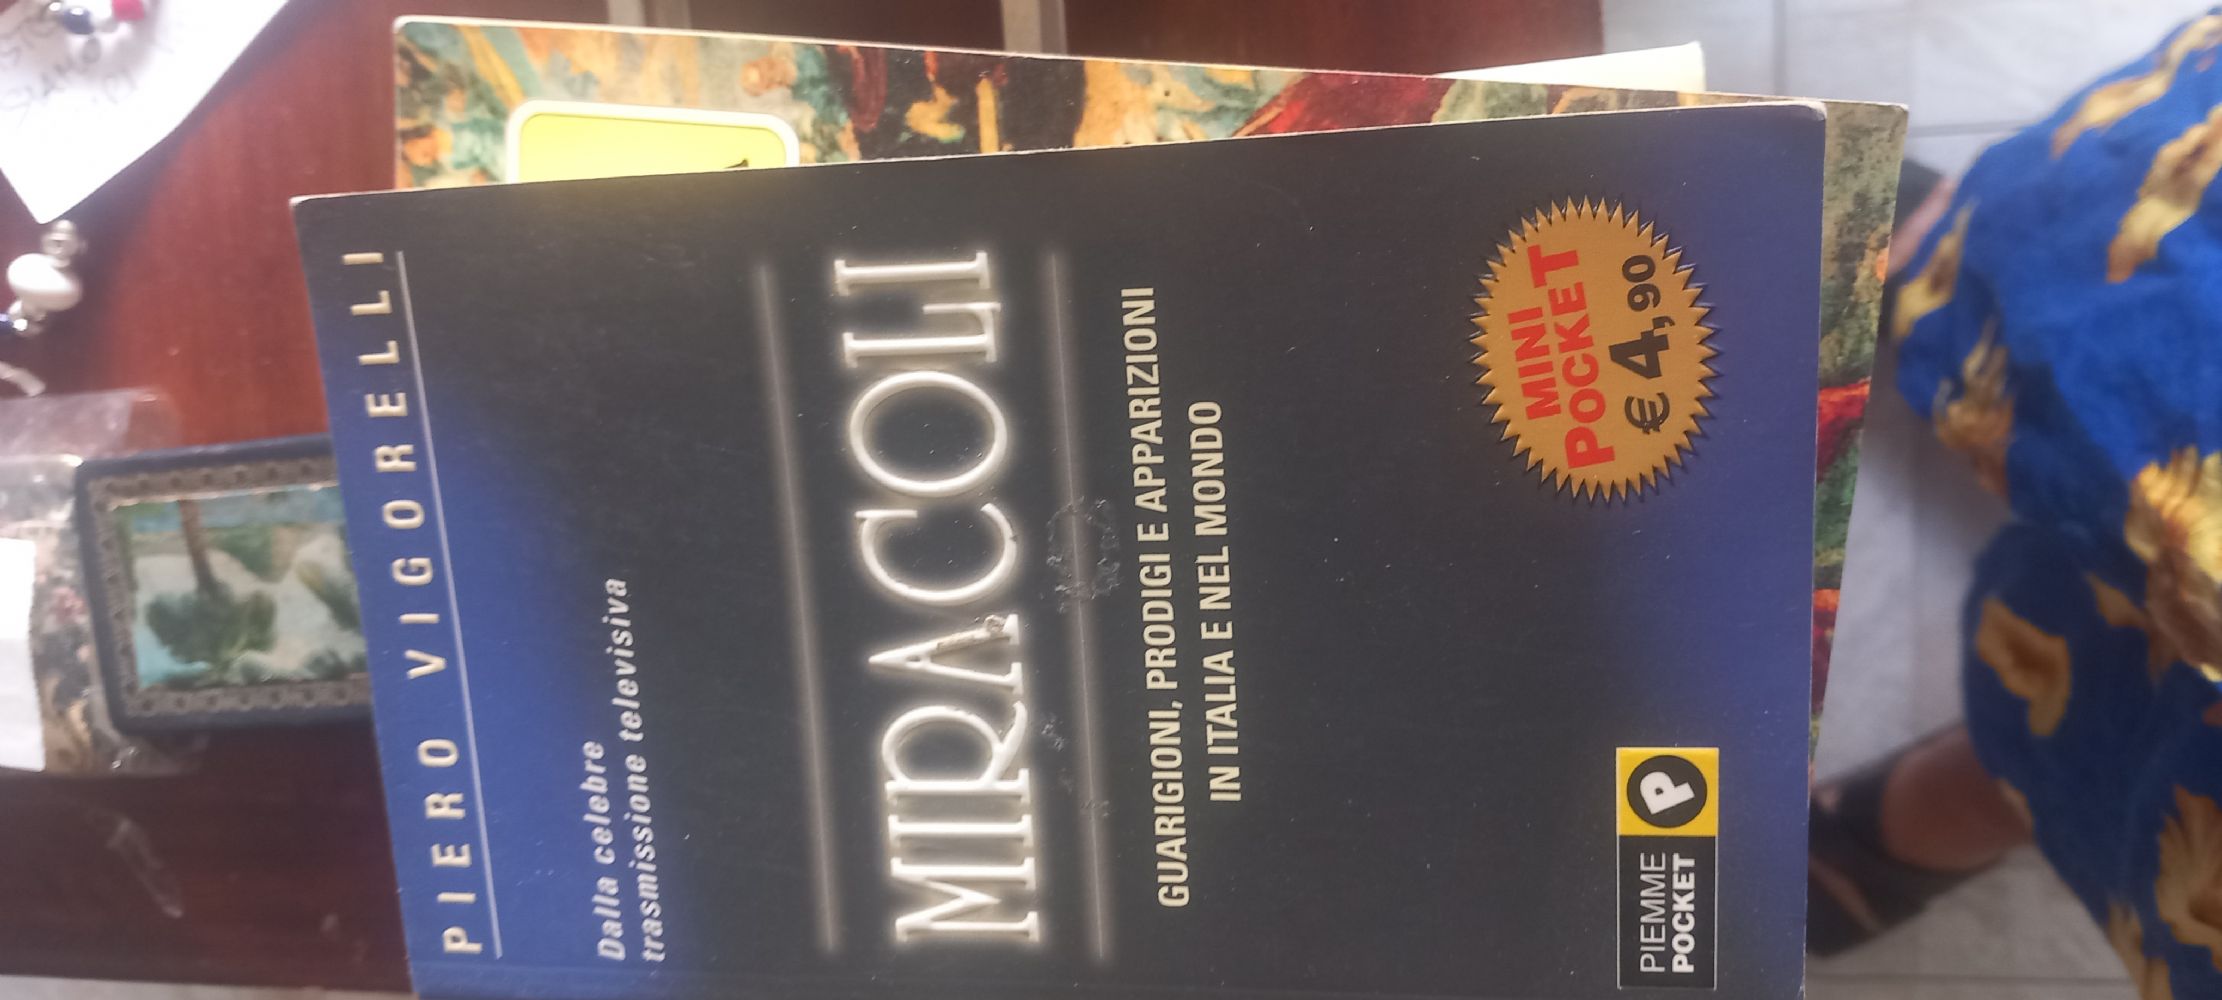 PIERO VIGORELLI
Dalla celebre
trasmissione televisiva
MIRACOLI
GUARIGIONI, PRODIGI E APPARIZIONI
IN ITALIA E NEL MONDO
MINI
POCKET
€ 4,90
PIEMME
POCKET
P